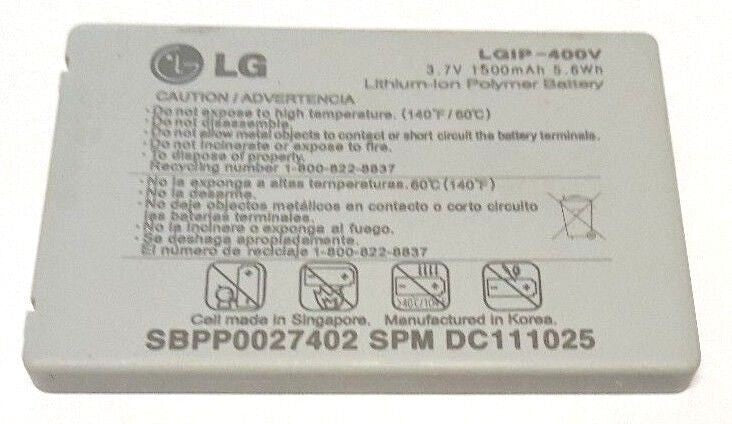 LG
LGIP-400V
3.7V 1500mAh 5.6Wh
Lithium-Ion Polymer Battery
CAUTION / ADVERTENCIA
· Do not expose to high temperature. (140°F / 60°C)
· Do not disassemble.
· Do not allow metal objects to contact or short circuit the battery terminals.
· Do not incinerate or expose to fire.
· To dispose of properly.
Recycling number 1-800-822-8837
· No la exponga a altas temperaturas. 60°C (140°F)
· No la desarme.
· No deje objectos metálicos en contacto o corto circuito
las baterías terminales.
· No la incinere o exponga al fuego.
· Se deshaga apropiadamente.
El número de reciclaje 1-800-822-8837
Cell made in Singapore. Manufactured in Korea.
SBPP0027402 SPM DC111025